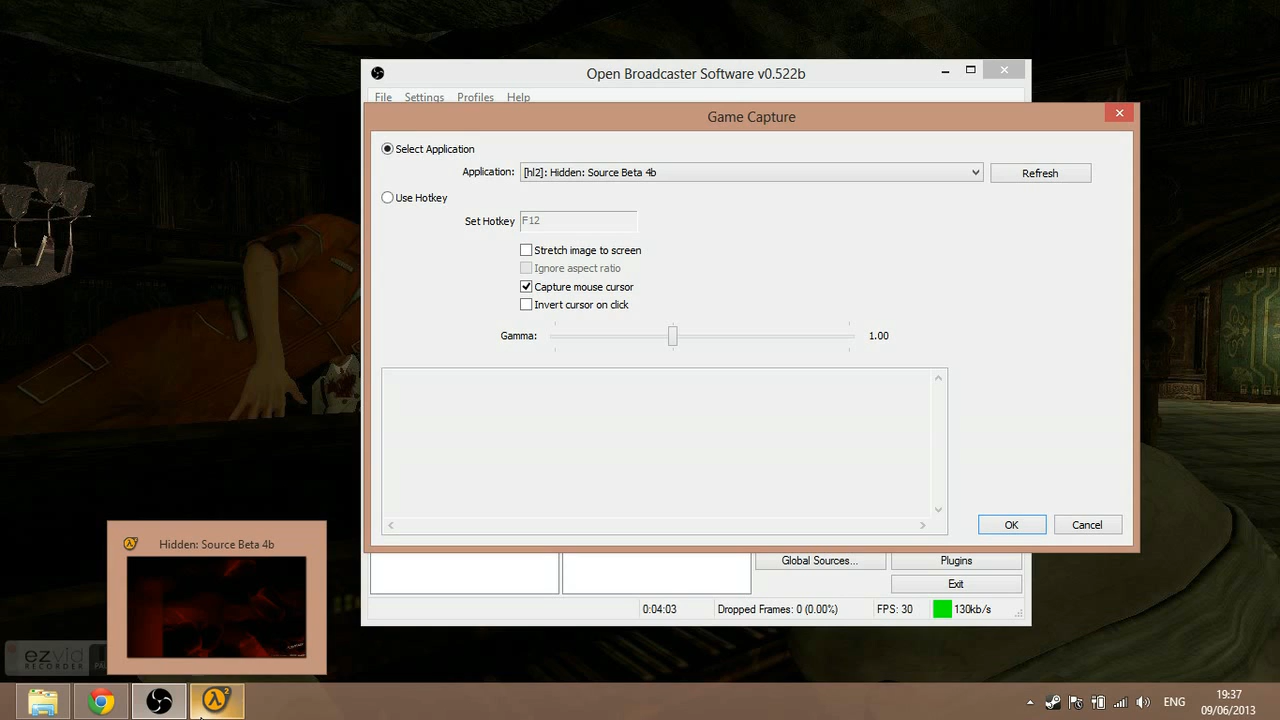 Open Broadcaster Software v0.522b
File Settings Profiles Help
Game Capture
Select Application
Application: [hl2]: Hidden: Source Beta 4b Refresh
Use Hotkey
Set Hotkey F12
Stretch image to screen
Ignore aspect ratio
Capture mouse cursor
Invert cursor on click
Gamma: 1.00
OK Cancel
Hidden: Source Beta 4b
Global Sources... Plugins
Exit
0:04:03 Dropped Frames: 0 (0.00%) FPS: 30 130kb/s
ezvid
RECORDER
ENG
19:37
09/06/2013